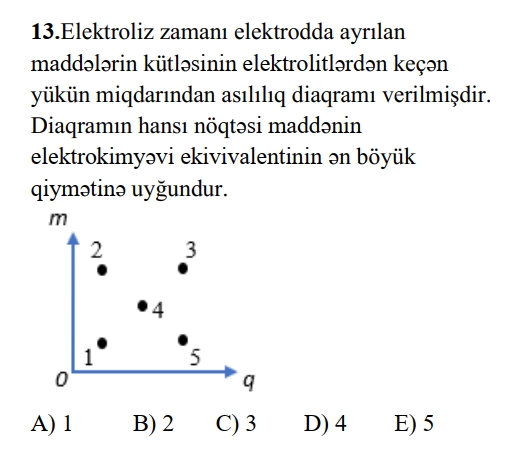 13.Elektroliz zamanı elektrodda ayrılan
maddələrin kütləsinin elektrolitlərdən keçən
yükün miqdarından asılılıq diaqramı verilmişdir.
Diaqramın hansı nöqtəsi maddənin
elektrokimyəvi ekivivalentinin ən böyük
qiymətinə uyğundur.
m
2 3
4
1 5
0 q
A) 1 B) 2 C) 3 D) 4 E) 5